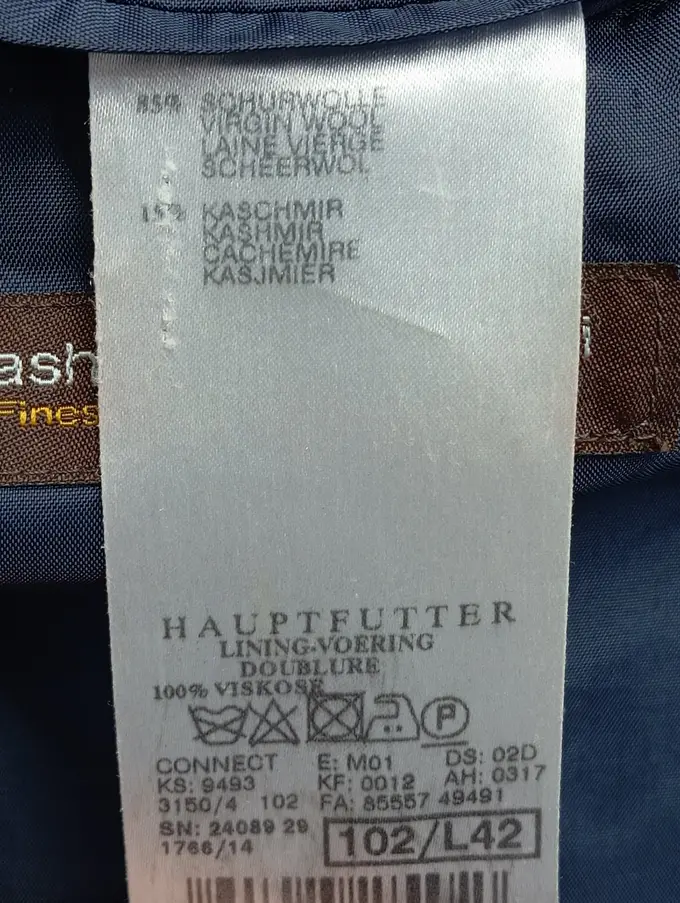 85% SCHURWOLLE
VIRGIN WOOL
LAINE VIERGE
SCHEERWOL
15% KASCHMIR
KASHMIR
CACHEMIRE
KASJMIER
ash
Fines
HAUPTFUTTER
LINING-VOERING
DOUBLURE
100% VISKOSE
P
CONNECT E: M01 DS: 02D
KS: 9493 KF: 0012 AH: 0317
3150/4 102 FA: 85557 49491
SN: 24089 29
1766/14
102/L42